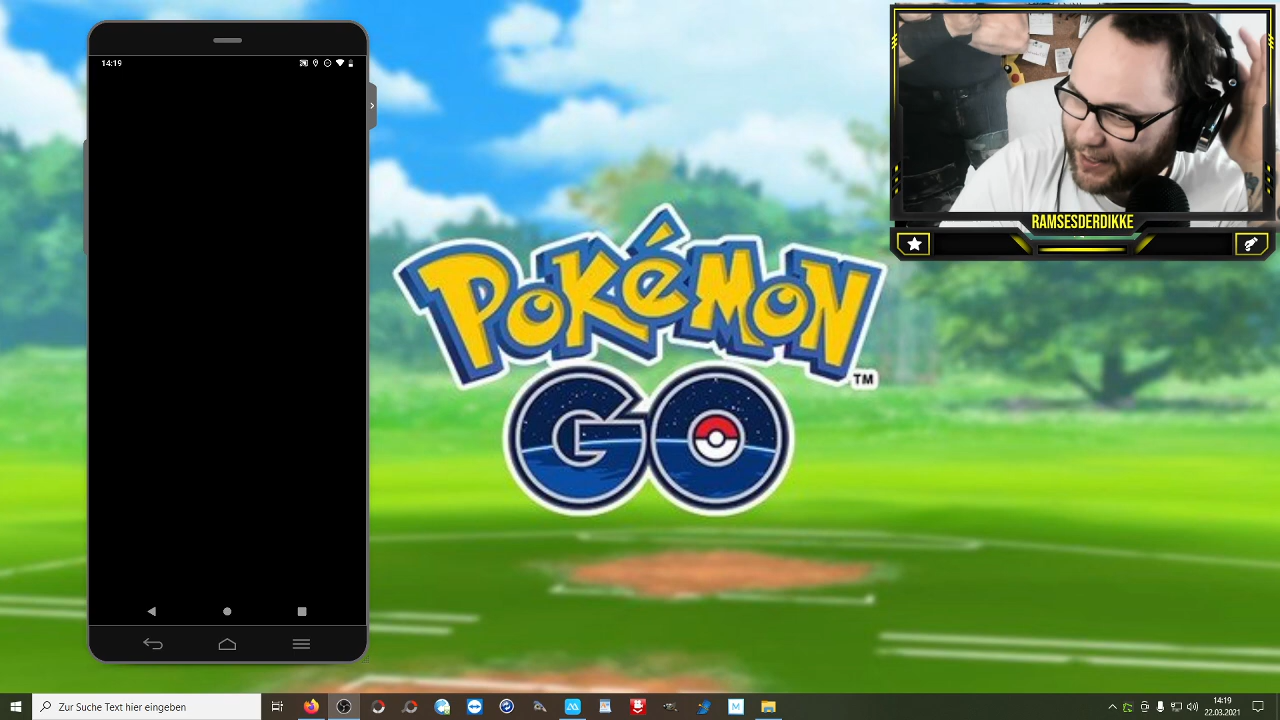 14:19
RAMSESDERDIKKE
POKéMON
TM
GO
Zur Suche Text hier eingeben
M
14:19
22.03.2021